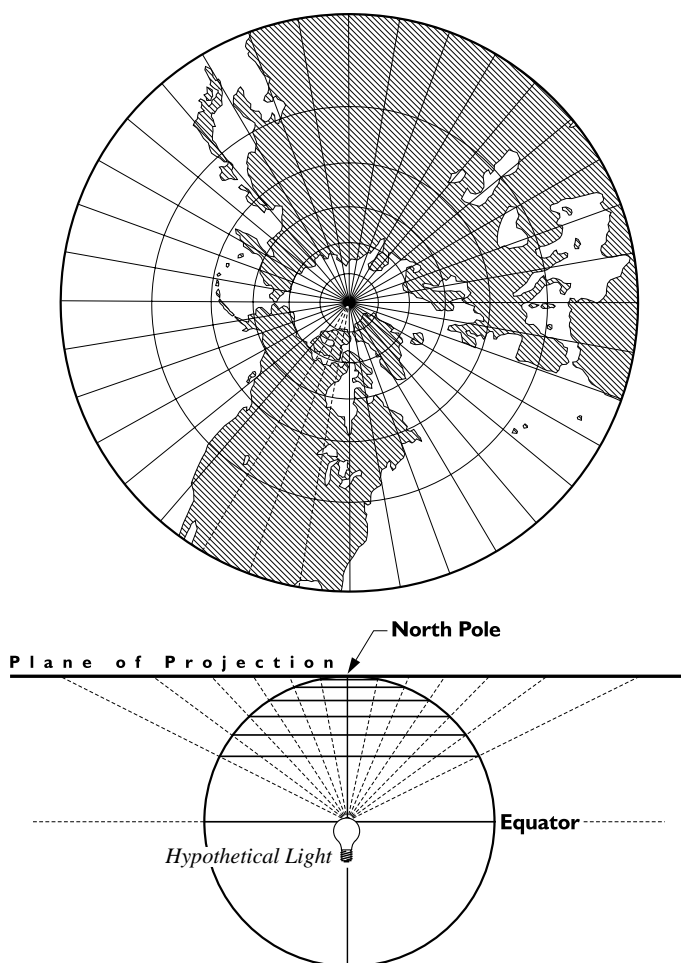 North Pole
Plane of Projection
Equator
Hypothetical Light